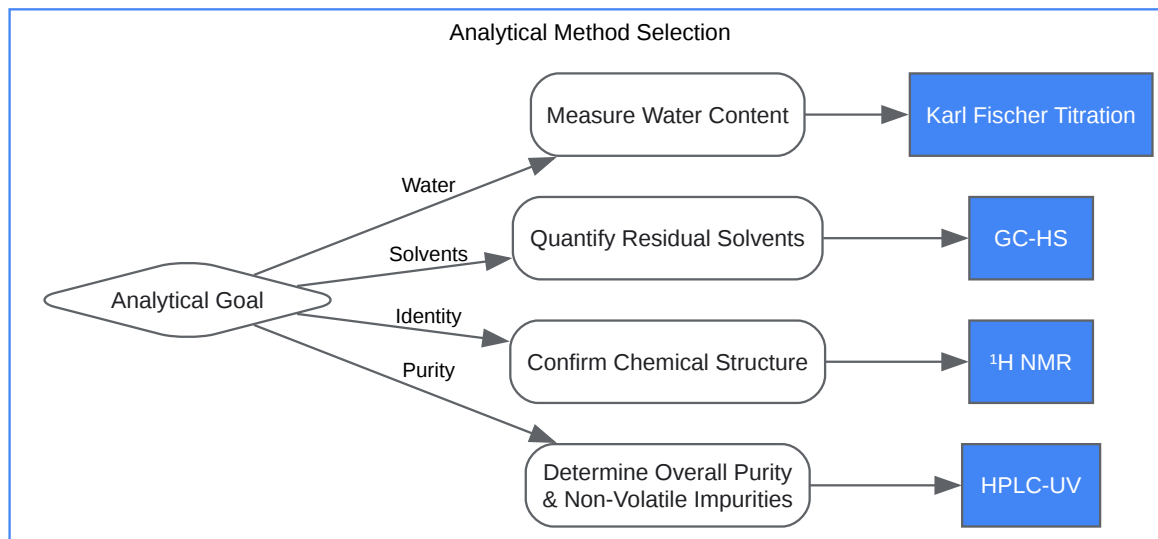 Analytical Method Selection
Measure Water Content
Karl Fischer Titration
Water
Quantify Residual Solvents
GC-HS
Solvents
Analytical Goal
Identity
Confirm Chemical Structure
¹H NMR
Purity
Determine Overall Purity
& Non-Volatile Impurities
HPLC-UV